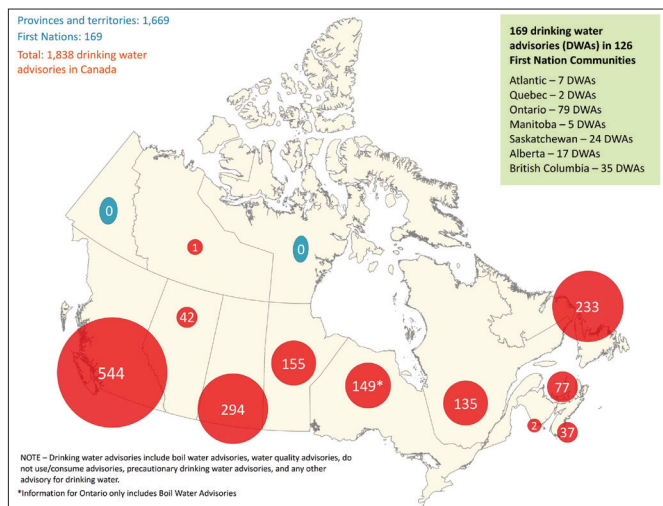 Provinces and territories: 1,669
First Nations: 169
Total: 1,838 drinking water
advisories in Canada
169 drinking water
advisories (DWAs) in 126
First Nation Communities
Atlantic – 7 DWAs
Quebec – 2 DWAs
Ontario – 79 DWAs
Manitoba – 5 DWAs
Saskatchewan – 24 DWAs
Alberta – 17 DWAs
British Columbia – 35 DWAs
0
1
0
42
233
544
155
149*
294
135
77
2
37
NOTE – Drinking water advisories include boil water advisories, water quality advisories, do
not use/consume advisories, precautionary drinking water advisories, and any other
advisory for drinking water.
*Information for Ontario only includes Boil Water Advisories